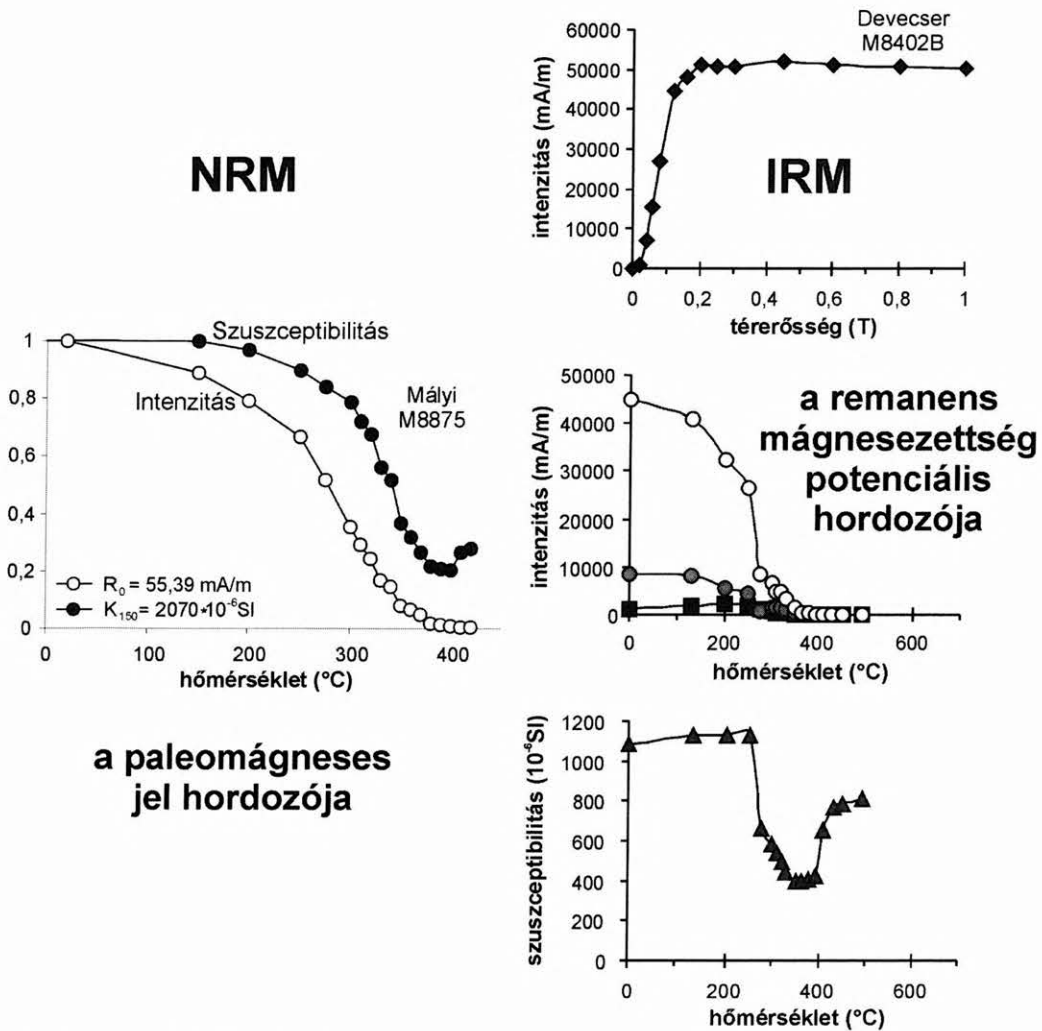 NRM
1
0,8
0,6
0,4
0,2
0
Szuszceptibilitás
Intenzitás
Mályi
M8875
R₀ = 55,39 mA/m
K₁₅₀ = 2070*10⁻⁶SI
0 100 200 300 400
hőmérséklet (°C)
a paleomágneses
jel hordozója
Devecser
M8402B
IRM
intenzitás (mA/m)
60000
50000
40000
30000
20000
10000
0
0 0,2 0,4 0,6 0,8 1
térerősség (T)
a remanens
mágnesezettség
potenciális
hordozója
intenzitás (mA/m)
50000
40000
30000
20000
10000
0
0 200 400 600
hőmérséklet (°C)
szuszceptibilitás (10⁻⁶SI)
1200
1000
800
600
400
200
0
0 200 400 600
hőmérséklet (°C)